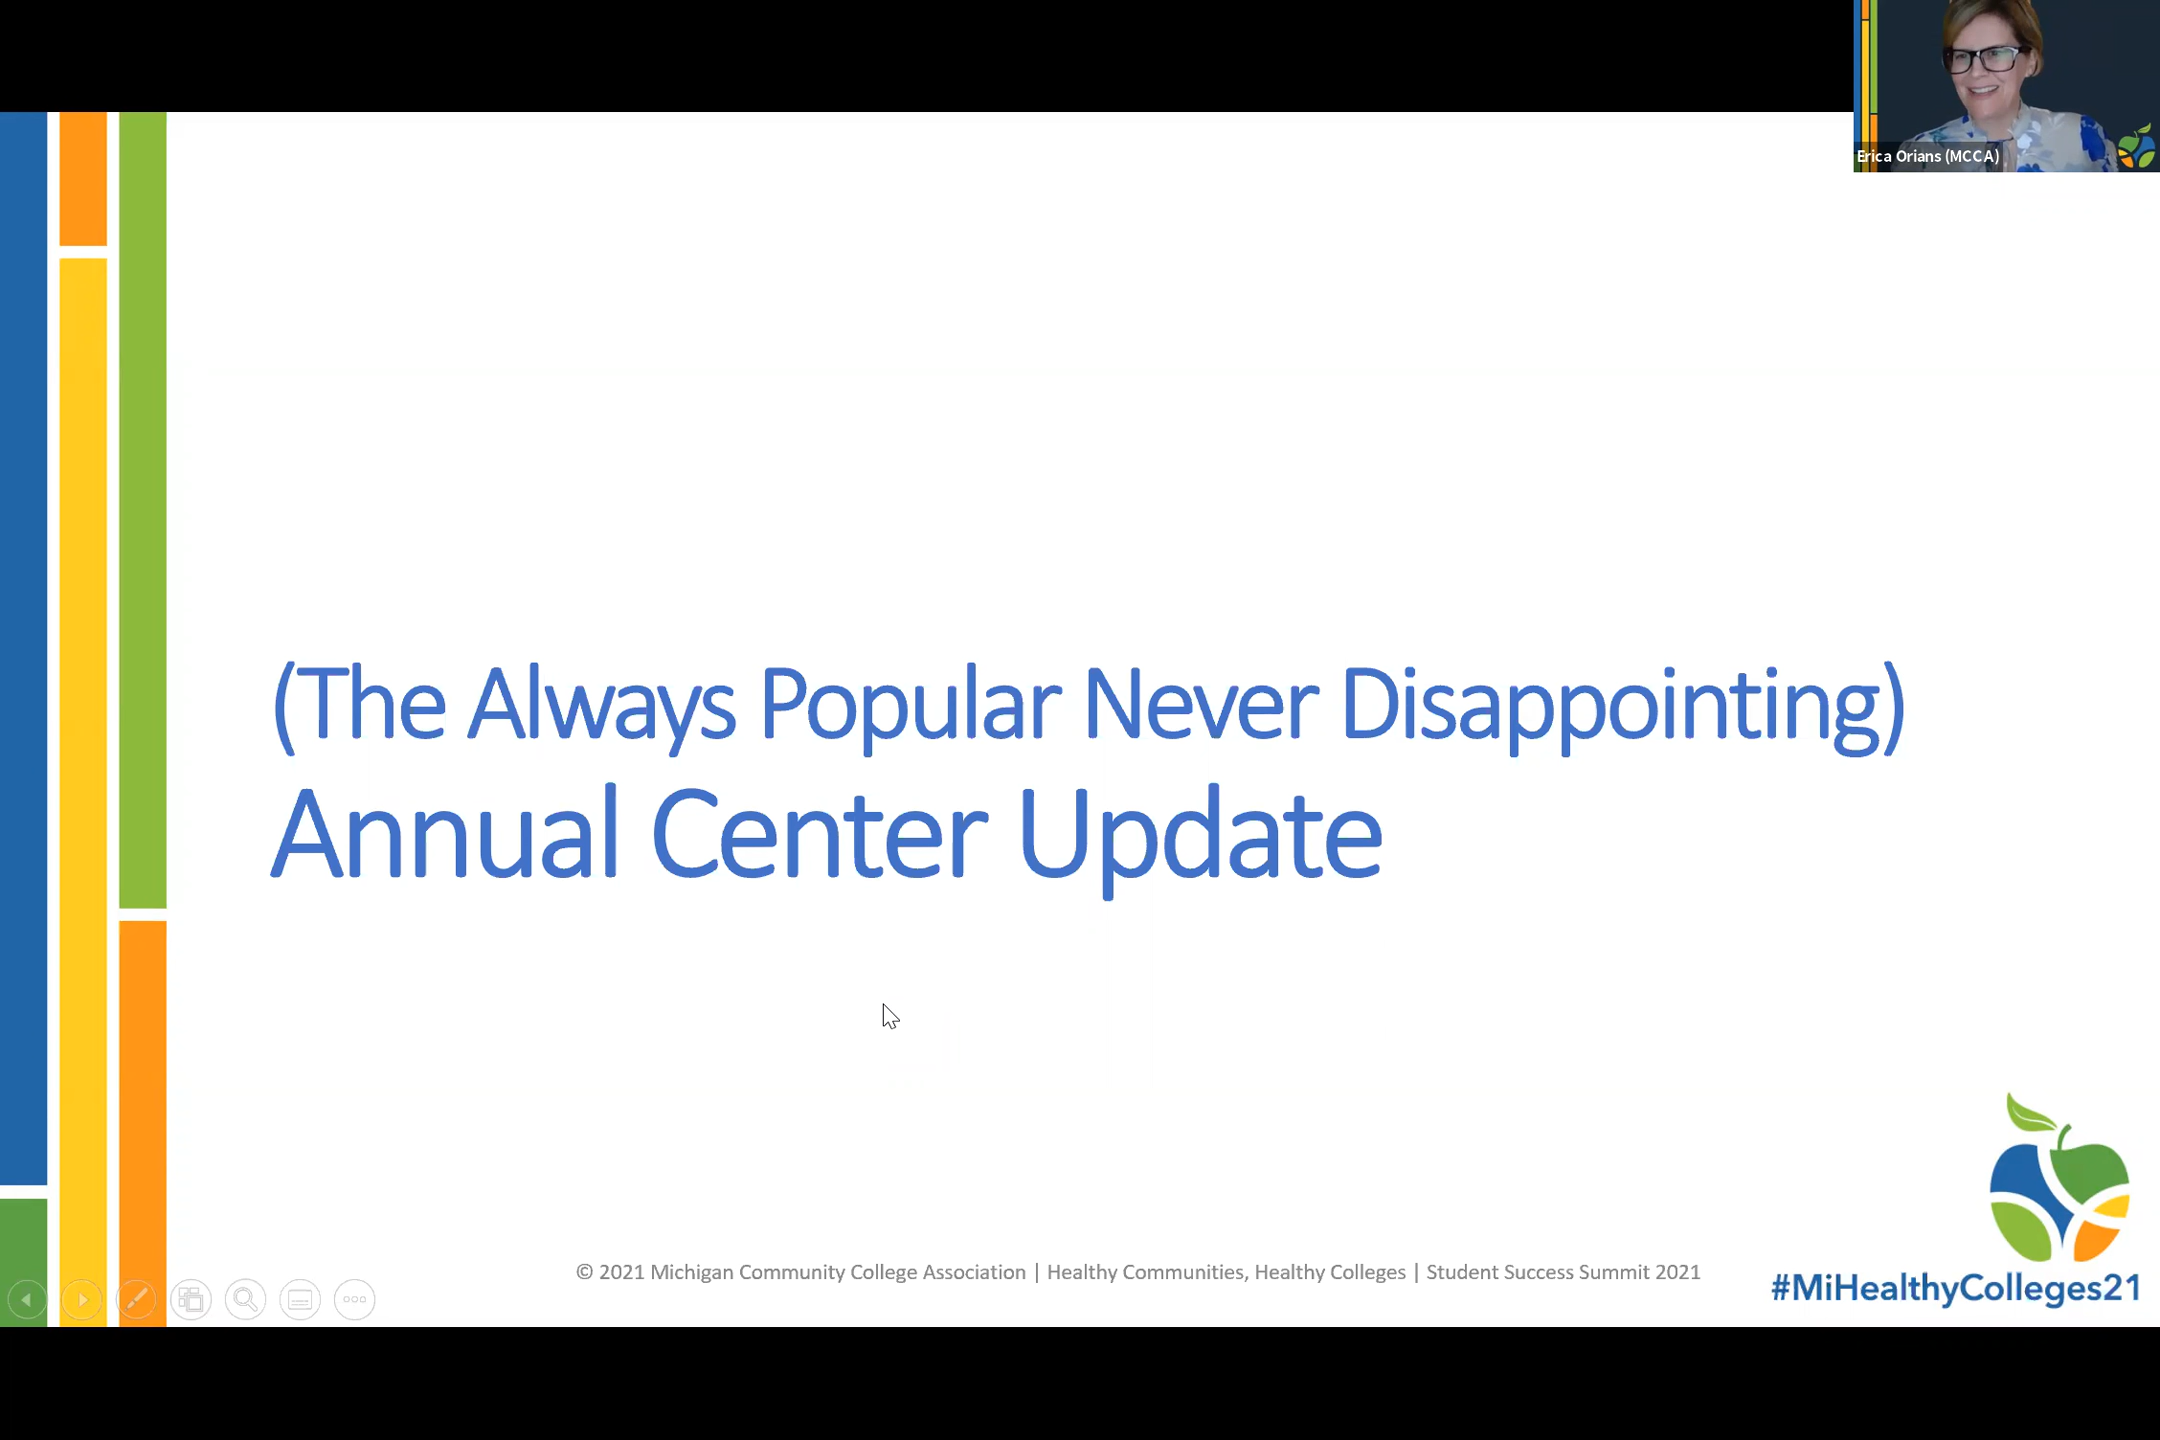 Erica Orians (MCCA)
(The Always Popular Never Disappointing)
Annual Center Update
© 2021 Michigan Community College Association | Healthy Communities, Healthy Colleges | Student Success Summit 2021
#MiHealthyColleges21